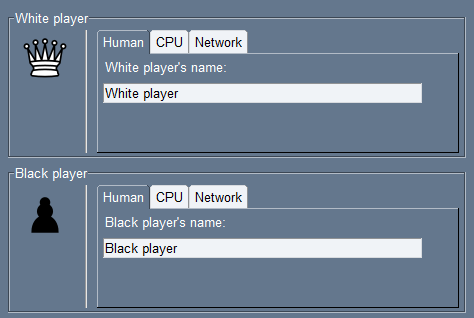 White player
Human CPU Network
White player's name:
White player
Black player
Human CPU Network
Black player's name:
Black player